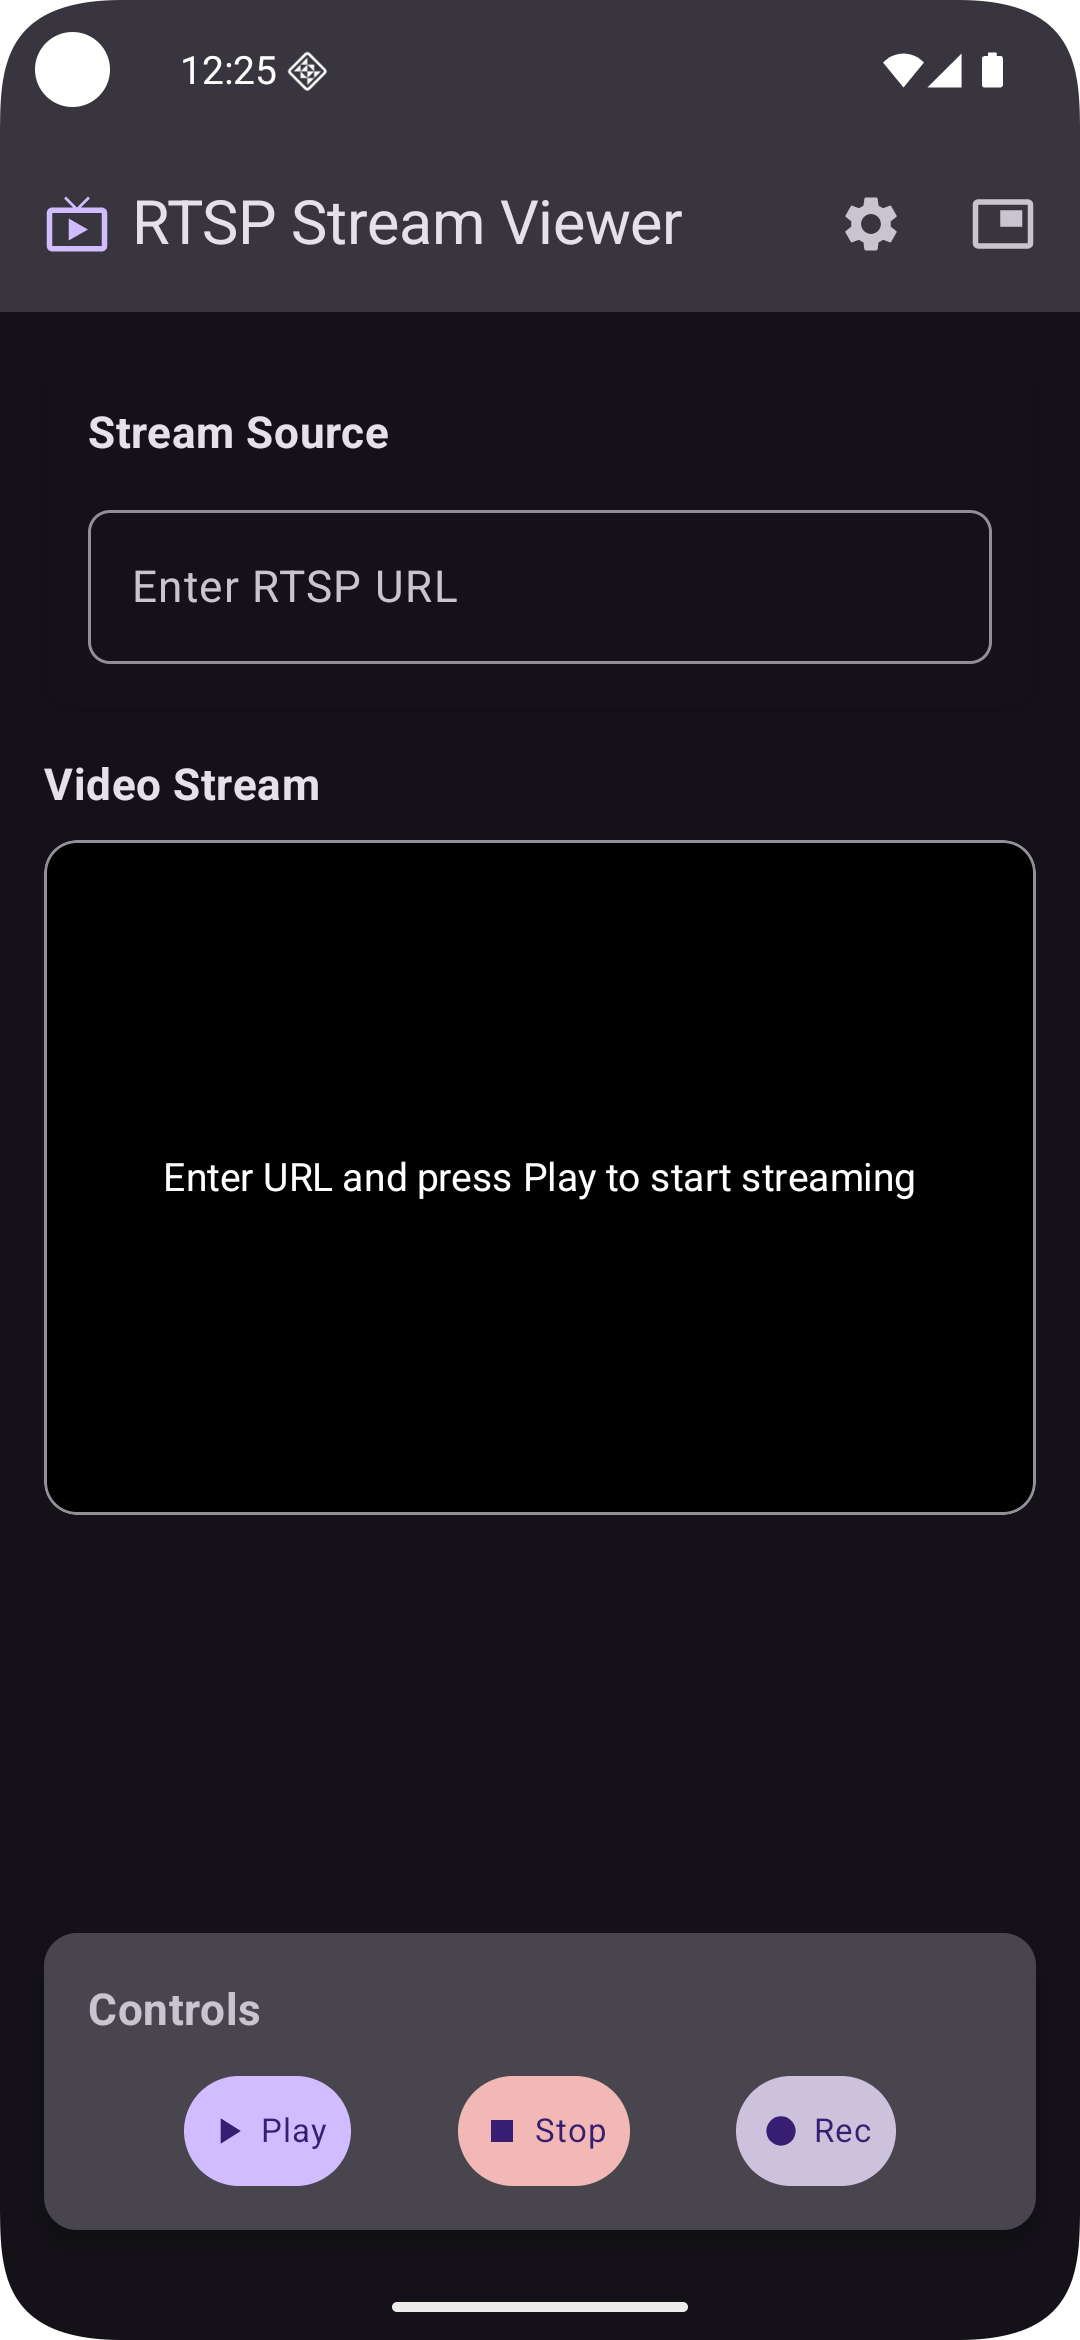 12:25
RTSP Stream Viewer
Stream Source
Enter RTSP URL
Video Stream
Enter URL and press Play to start streaming
Controls
Play
Stop
Rec